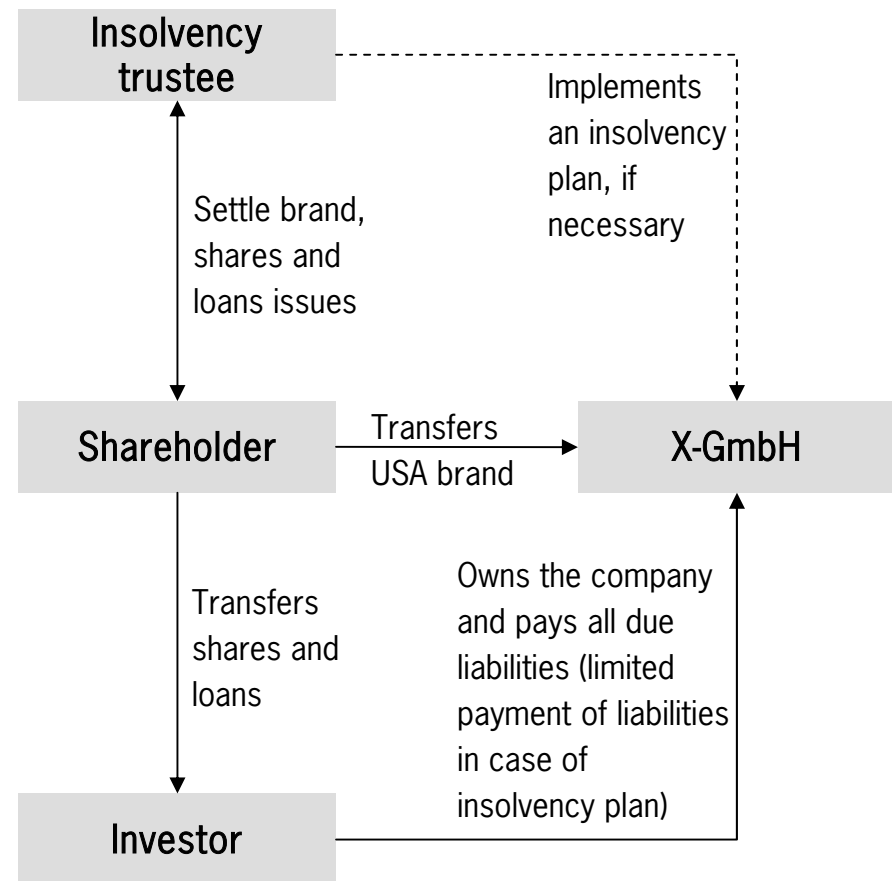 Insolvency
trustee
Implements
an insolvency
plan, if
necessary
Settle brand,
shares and
loans issues
Shareholder
Transfers
USA brand
X-GmbH
Transfers
shares and
loans
Owns the company
and pays all due
liabilities (limited
payment of liabilities
in case of
insolvency plan)
Investor